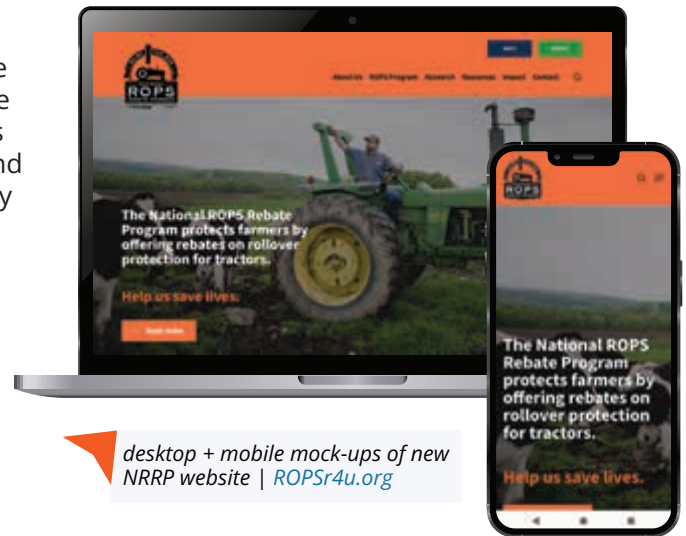 nd
y
ROPS
About Us ROPS Program Research Resources Impact Contact
The National ROPS Rebate
Program protects farmers by
offering rebates on rollover
protection for tractors.
Help us save lives.
ROPS
The National ROPS
Rebate Program
protects farmers by
offering rebates on
rollover protection
for tractors.
Help us save lives.
desktop + mobile mock-ups of new
NRRP website | ROPSr4u.org